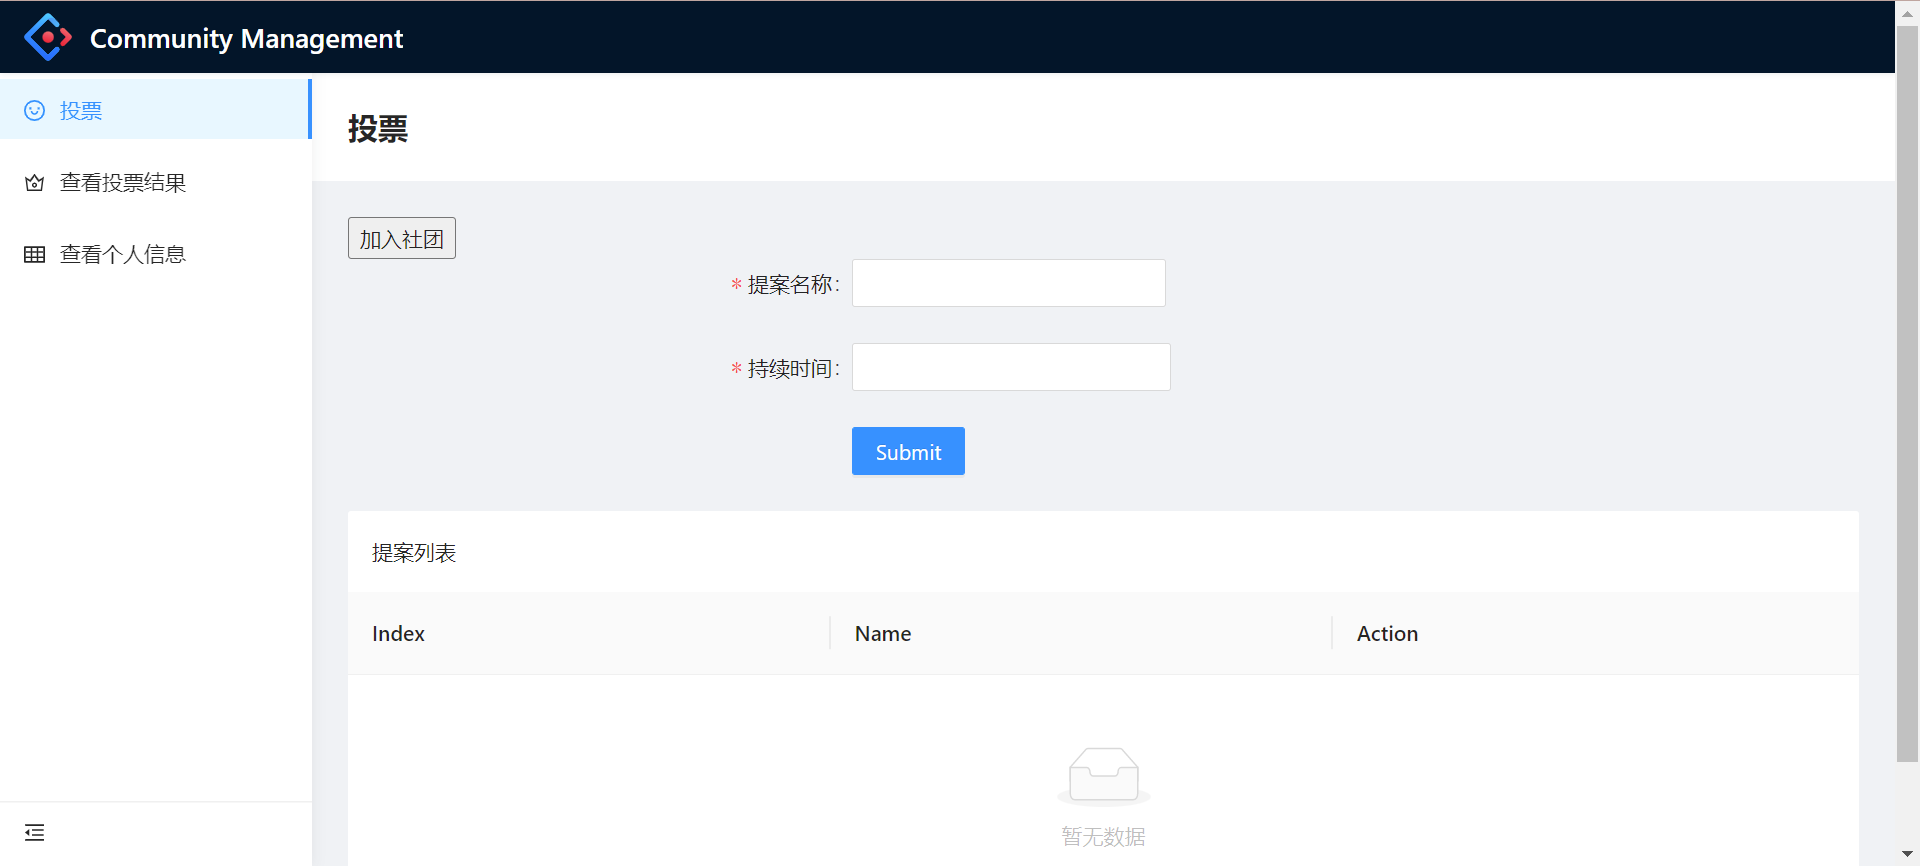 Community Management
投票
查看投票结果
查看个人信息
投票
加入社团
* 提案名称:
* 持续时间:
Submit
提案列表
Index Name Action
暂无数据